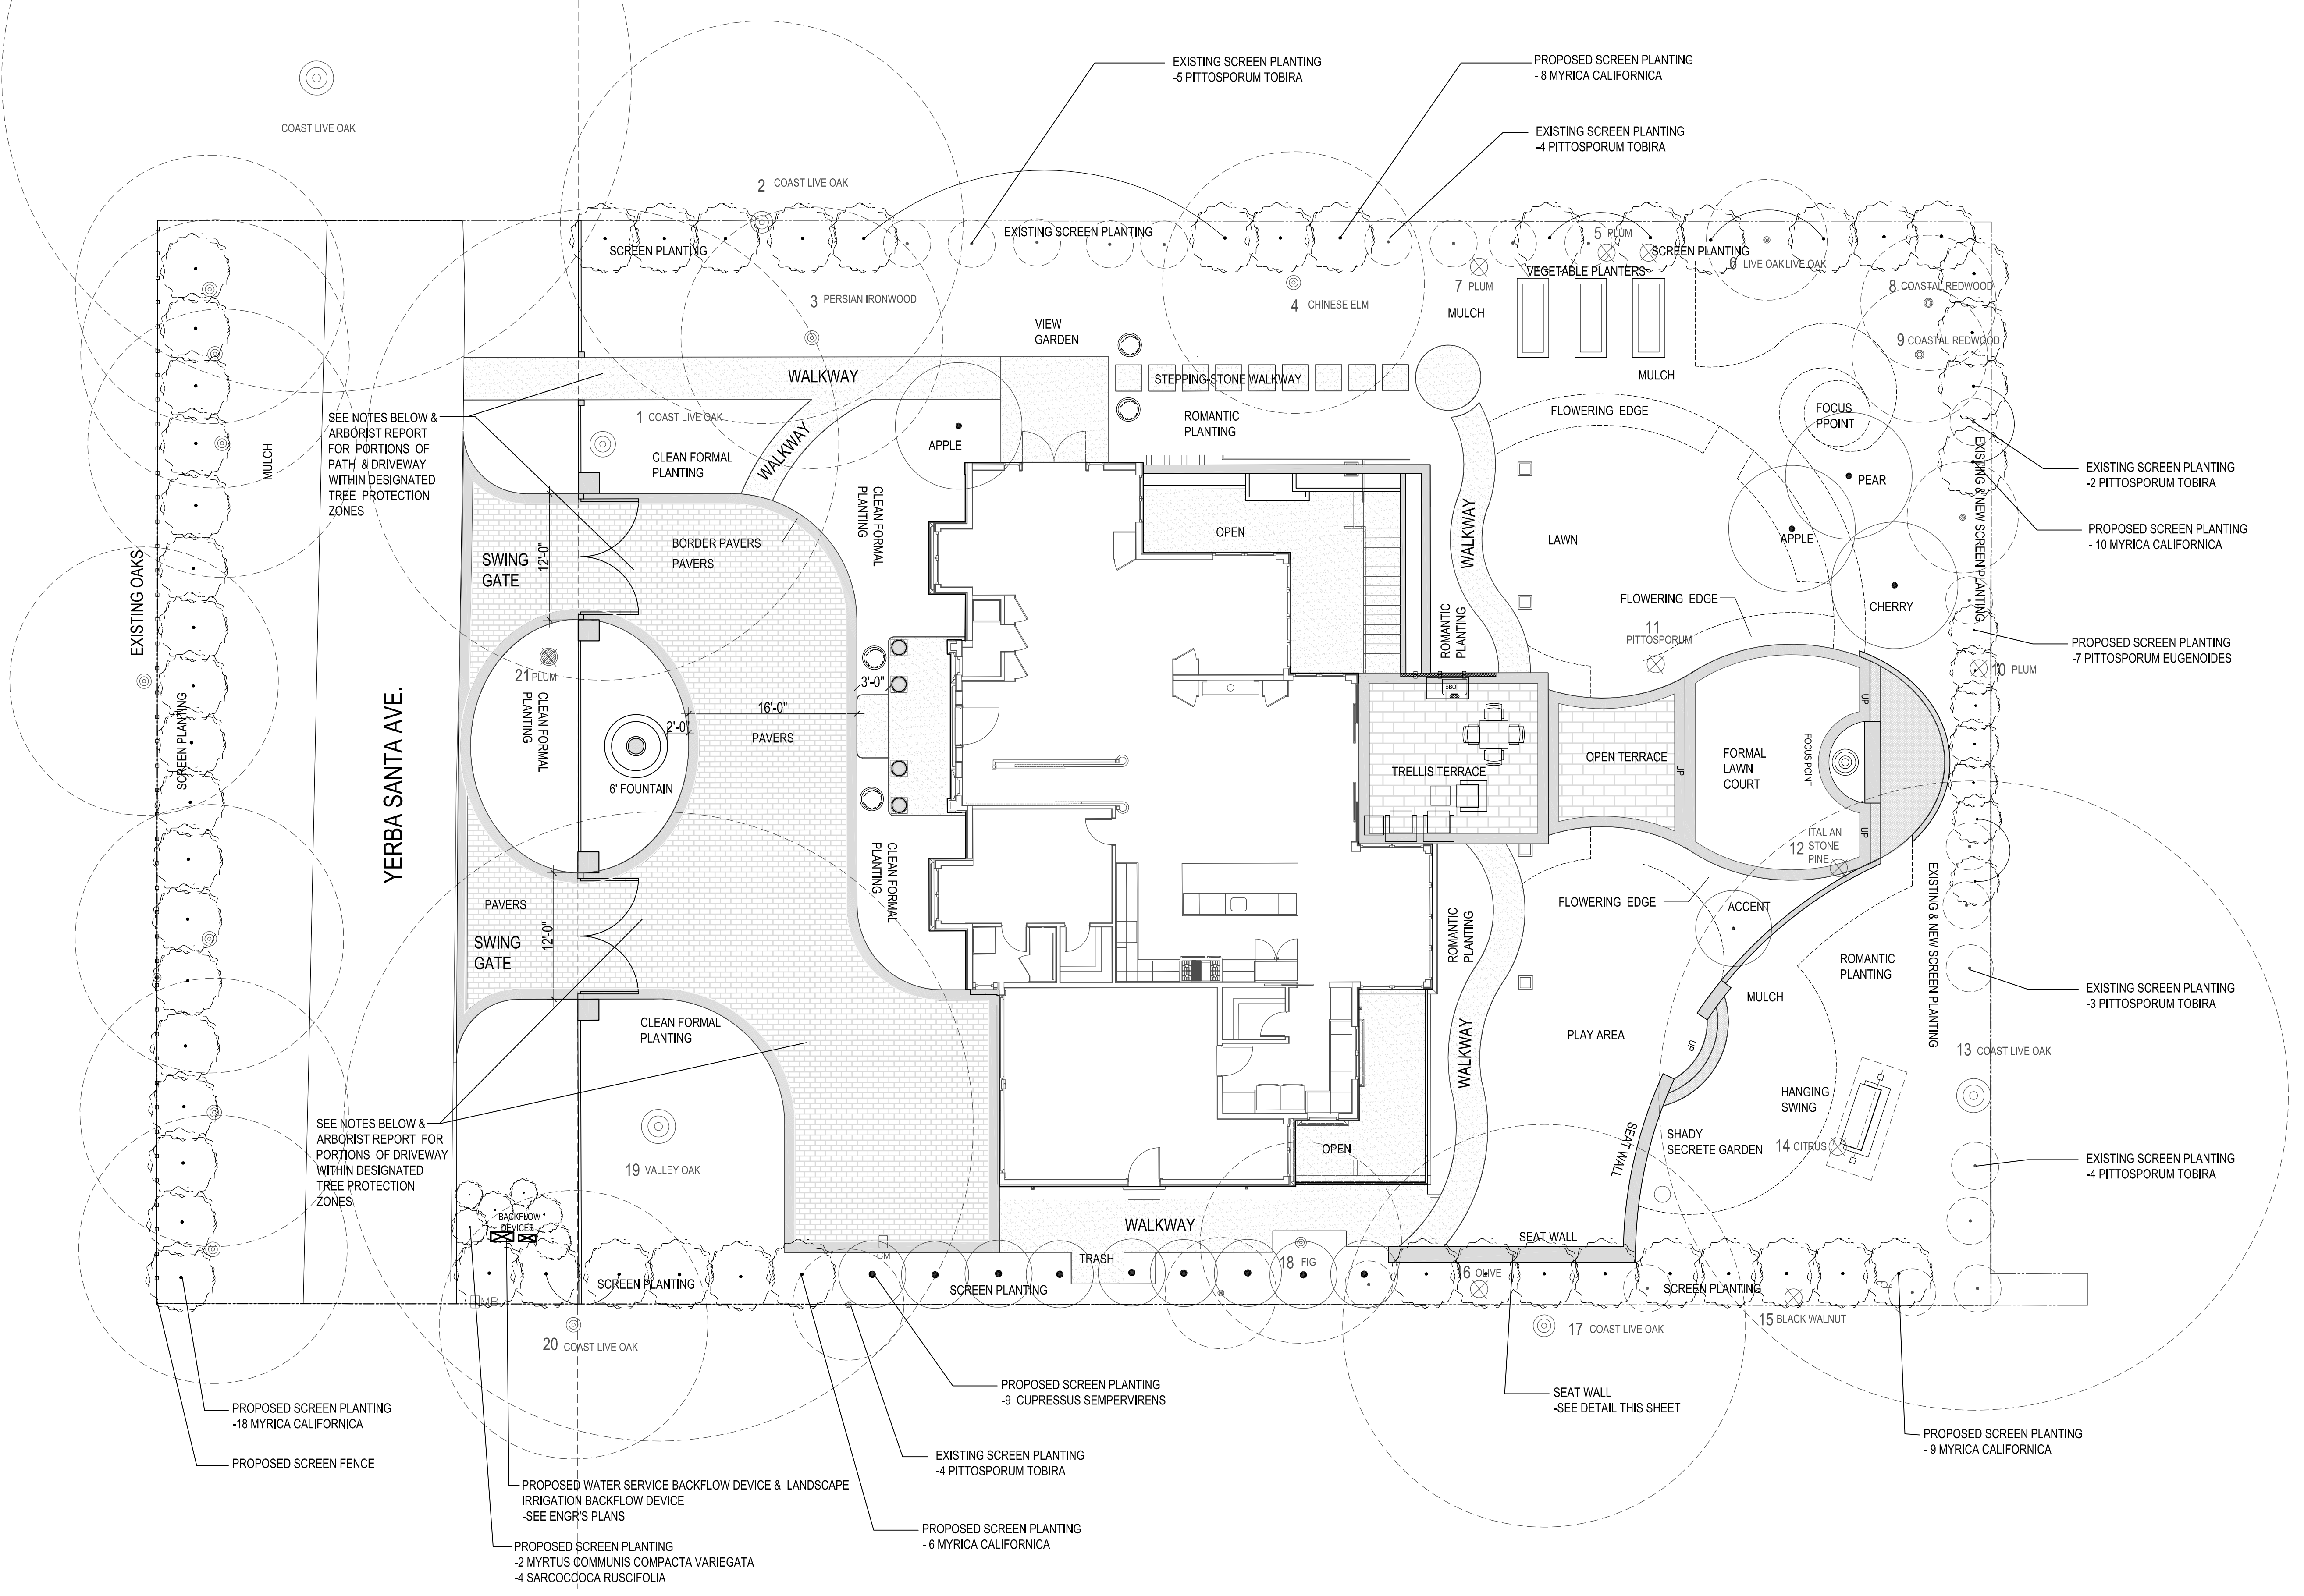 EXISTING SCREEN PLANTING
-5 PITTOSPORUM TOBIRA
PROPOSED SCREEN PLANTING
- 8 MYRICA CALIFORNICA
EXISTING SCREEN PLANTING
-4 PITTOSPORUM TOBIRA
COAST LIVE OAK
2 COAST LIVE OAK
SCREEN PLANTING
EXISTING SCREEN PLANTING
5 PLUM
SCREEN PLANTING
6 LIVE OAK LIVE OAK
VEGETABLE PLANTERS
7 PLUM
8 COASTAL REDWOOD
3 PERSIAN IRONWOOD
4 CHINESE ELM
MULCH
VIEW
GARDEN
9 COASTAL REDWOOD
WALKWAY
STEPPING-STONE WALKWAY
MULCH
SEE NOTES BELOW &
ARBORIST REPORT
FOR PORTIONS OF
PATH & DRIVEWAY
WITHIN DESIGNATED
TREE PROTECTION
ZONES
1 COAST LIVE OAK
WALKWAY
APPLE
ROMANTIC
PLANTING
FLOWERING EDGE
FOCUS
PPOINT
MULCH
CLEAN FORMAL
PLANTING
CLEAN FORMAL
PLANTING
PEAR
EXISTING SCREEN PLANTING
-2 PITTOSPORUM TOBIRA
EXISTING & NEW SCREEN PLANTING
PROPOSED SCREEN PLANTING
- 10 MYRICA CALIFORNICA
OPEN
WALKWAY
LAWN
APPLE
BORDER PAVERS
PAVERS
SWING
GATE
12'-0"
EXISTING OAKS
FLOWERING EDGE
CHERRY
ROMANTIC
PLANTING
11
PITTOSPORUM
PROPOSED SCREEN PLANTING
-7 PITTOSPORUM EUGENOIDES
10 PLUM
21 PLUM
CLEAN FORMAL
PLANTING
3'-0"
16'-0"
2'-0"
PAVERS
BBQ
UP
SCREEN PLANTING
YERBA SANTA AVE.
6' FOUNTAIN
TRELLIS TERRACE
OPEN TERRACE
UP
FORMAL
LAWN
COURT
FOCUS POINT
UP
12 ITALIAN
STONE
PINE
CLEAN FORMAL
PLANTING
PAVERS
FLOWERING EDGE
ACCENT
SWING
GATE
12'-0"
ROMANTIC
PLANTING
EXISTING & NEW SCREEN PLANTING
ROMANTIC
PLANTING
MULCH
EXISTING SCREEN PLANTING
-3 PITTOSPORUM TOBIRA
CLEAN FORMAL
PLANTING
PLAY AREA
UP
13 COAST LIVE OAK
WALKWAY
HANGING
SWING
SEE NOTES BELOW &
ARBORIST REPORT FOR
PORTIONS OF DRIVEWAY
WITHIN DESIGNATED
TREE PROTECTION
ZONES
OPEN
SEAT WALL
SHADY
SECRETE GARDEN
14 CITRUS
EXISTING SCREEN PLANTING
-4 PITTOSPORUM TOBIRA
19 VALLEY OAK
BACKFLOW
DEVICES
WALKWAY
SEAT WALL
GM
TRASH
18 FIG
16 OLIVE
SCREEN PLANTING
SCREEN PLANTING
SCREEN PLANTING
MB
15 BLACK WALNUT
17 COAST LIVE OAK
20 COAST LIVE OAK
PROPOSED SCREEN PLANTING
-9 CUPRESSUS SEMPERVIRENS
SEAT WALL
-SEE DETAIL THIS SHEET
PROPOSED SCREEN PLANTING
-18 MYRICA CALIFORNICA
PROPOSED SCREEN PLANTING
- 9 MYRICA CALIFORNICA
PROPOSED SCREEN FENCE
EXISTING SCREEN PLANTING
-4 PITTOSPORUM TOBIRA
PROPOSED WATER SERVICE BACKFLOW DEVICE & LANDSCAPE
IRRIGATION BACKFLOW DEVICE
-SEE ENGR'S PLANS
PROPOSED SCREEN PLANTING
- 6 MYRICA CALIFORNICA
PROPOSED SCREEN PLANTING
-2 MYRTUS COMMUNIS COMPACTA VARIEGATA
-4 SARCOCCOCA RUSCIFOLIA